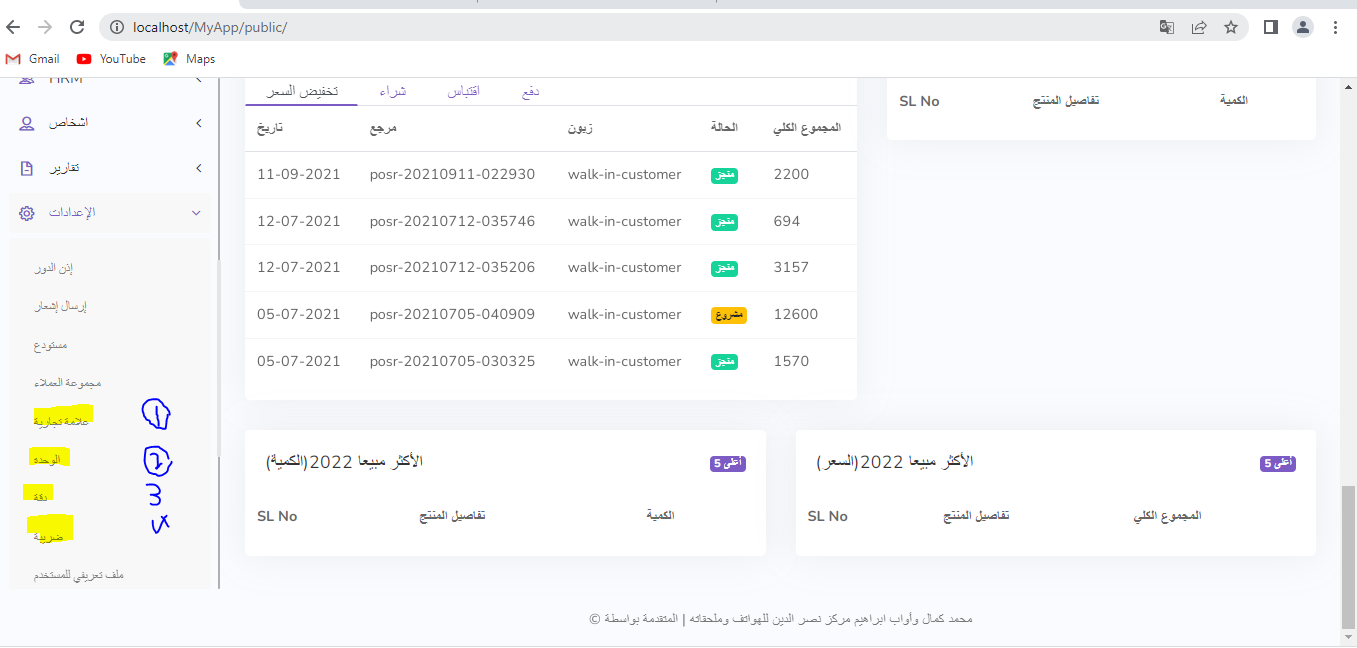 localhost/MyApp/public/
Gmail YouTube Maps
HRM
اشخاص
تقارير
الإعدادات
إذن الدور
إرسال إشعار
مستودع
مجموعة العملاء
علامة تجارية 1
الوحدة 2
دقة 3
ضريبة
ملف تعريفي للمستخدم
تخفيض السعر شراء اقتباس دفع
تاريخ مرجع زبون الحالة المجموع الكلي
11-09-2021 posr-20210911-022930 walk-in-customer منجز 2200
12-07-2021 posr-20210712-035746 walk-in-customer منجز 694
12-07-2021 posr-20210712-035206 walk-in-customer منجز 3157
05-07-2021 posr-20210705-040909 walk-in-customer مشروع 12600
05-07-2021 posr-20210705-030325 walk-in-customer منجز 1570
SL No تفاصيل المنتج الكمية
الأكثر مبيعا 2022(الكمية) أعلى 5
SL No تفاصيل المنتج الكمية
الأكثر مبيعا 2022(السعر) أعلى 5
SL No تفاصيل المنتج المجموع الكلي
محمد كمال وأواب ابراهيم مركز نصر الدين للهواتف وملحقاته | المتقدمة بواسطة ©